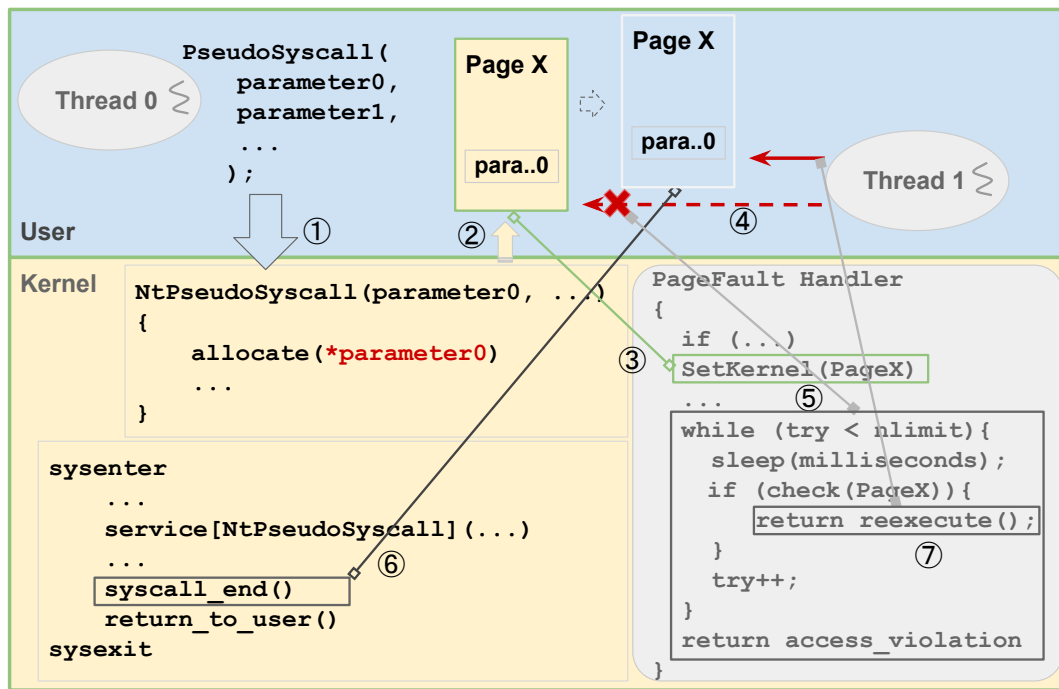 Thread 0
PseudoSyscall(
parameter0,
parameter1,
...
);
①
Page X
para..0
②
Page X
para..0
Thread 1
④
User
Kernel
NtPseudoSyscall(parameter0, ...)
{
allocate(*parameter0)
...
}
sysenter
...
service[NtPseudoSyscall](...)
...
⑥
syscall_end()
return_to_user()
sysexit
PageFault Handler
{
if (...)
③
SetKernel(PageX)
...
⑤
while (try < nlimit){
sleep(milliseconds);
if (check(PageX)){
return reexecute();
⑦
}
try++;
}
return access_violation
}